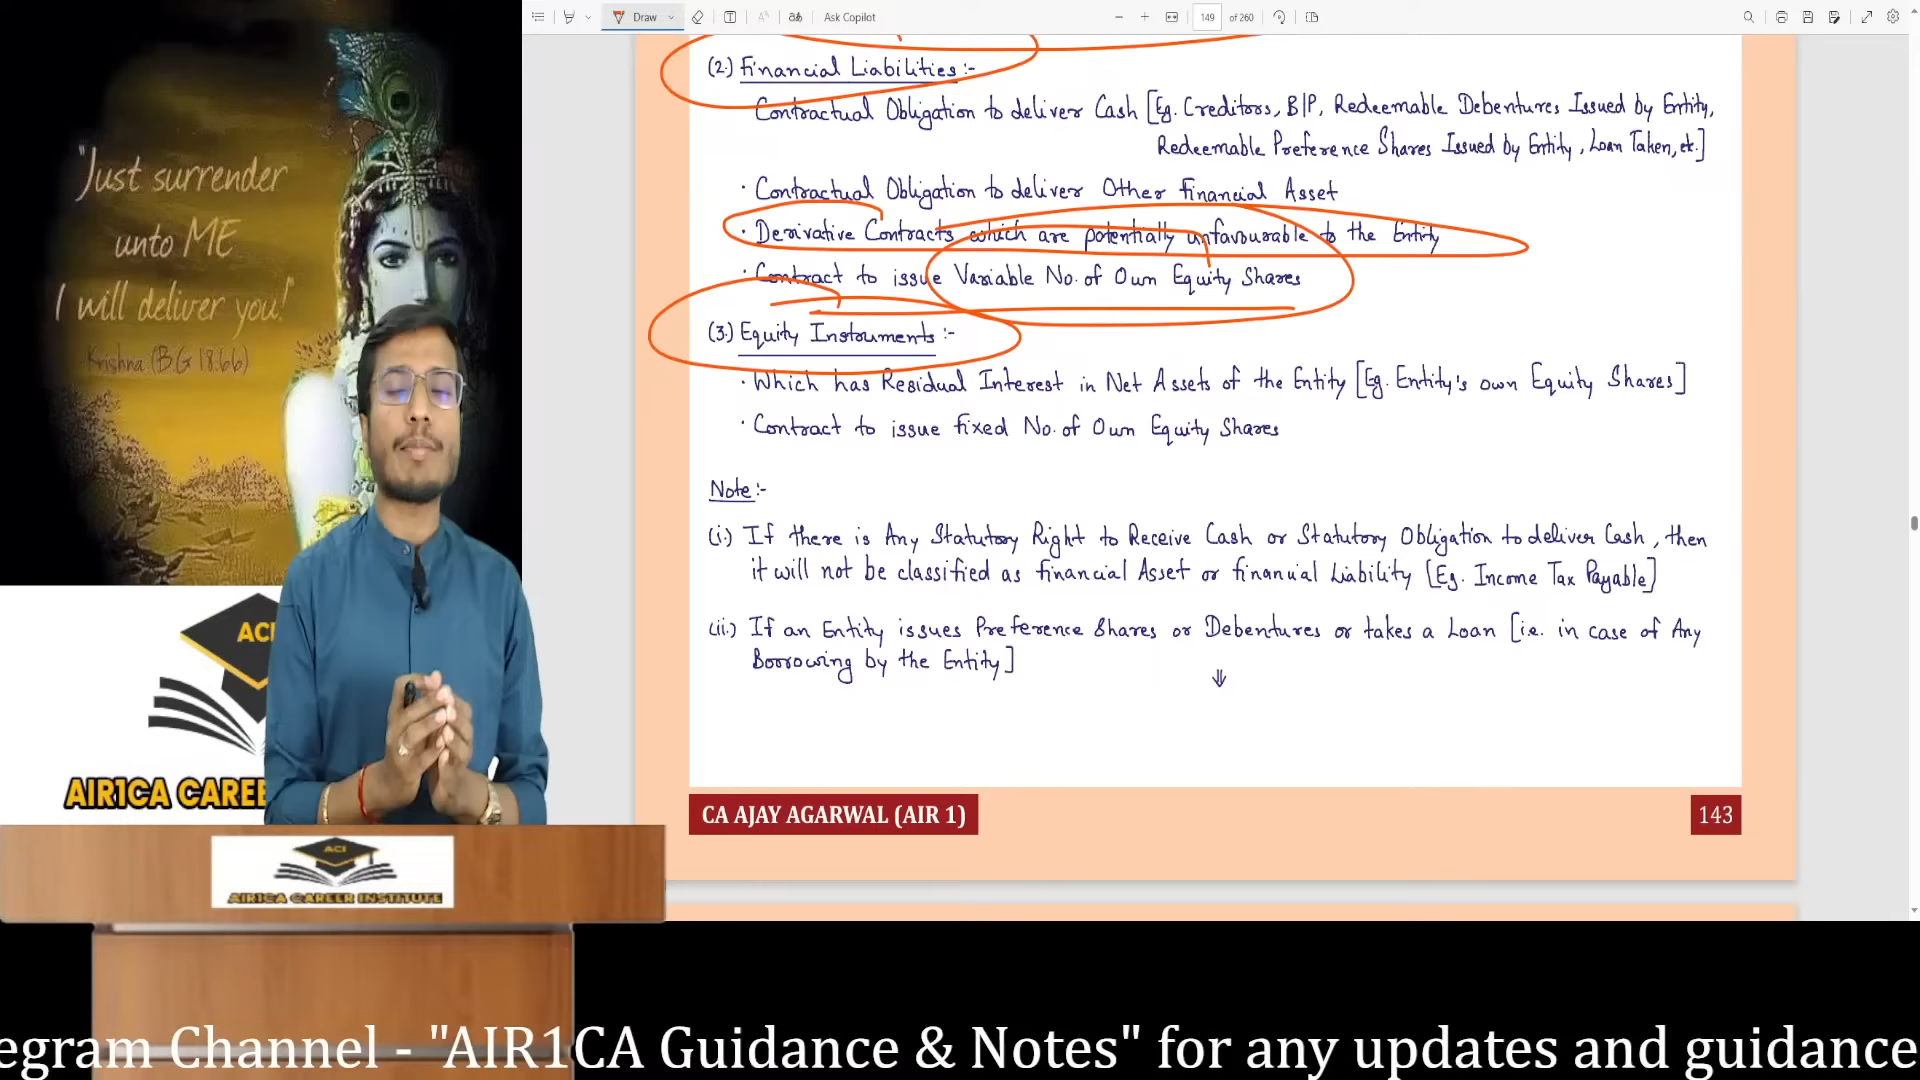 Draw
Ask Copilot
149 of 260
"Just surrender
unto ME
I will deliver you!"
- Krishna (B.G 18.66)
(2.) Financial Liabilities :-
Contractual Obligation to deliver Cash [Eg. Creditors, B/P, Redeemable Debentures Issued by Entity,
Redeemable Preference Shares Issued by Entity, Loan Taken, etc.]
· Contractual Obligation to deliver Other Financial Asset
· Derivative Contracts which are potentially unfavourable to the Entity
· Contract to issue Variable No. of Own Equity Shares
(3.) Equity Instruments :-
· Which has Residual Interest in Net Assets of the Entity [Eg. Entity's own Equity Shares]
· Contract to issue fixed No. of Own Equity Shares
Note:-
(i.) If there is Any Statutory Right to Receive Cash or Statutory Obligation to deliver Cash, then
it will not be classified as financial Asset or financial Liability [Eg. Income Tax Payable]
(ii.) If an Entity issues Preference Shares or Debentures or takes a Loan [i.e. in case of Any
Borrowing by the Entity]
CA AJAY AGARWAL (AIR 1)
143
ACI
AIR1CA CAREE
ACI
AIR1CA CAREER INSTITUTE
egram Channel - "AIR1CA Guidance & Notes" for any updates and guidance